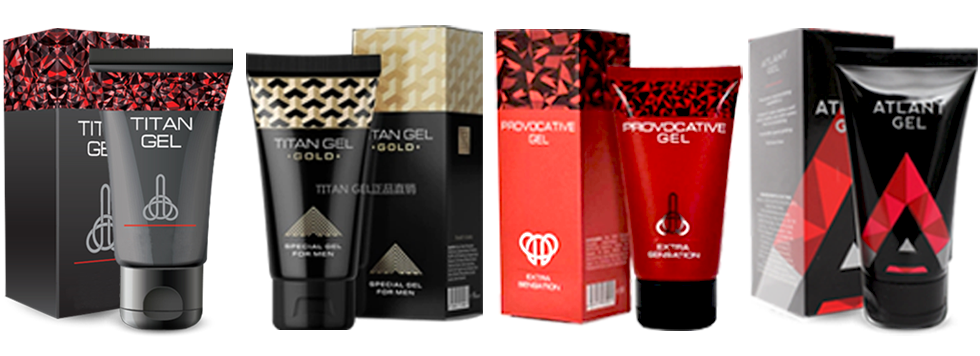 TITAN
GEL
TITAN
GEL
TITAN GEL
GOLD
TITAN GEL正品直销
SPECIAL GEL
FOR MEN
TITAN GEL
GOLD
SPECIAL GEL
FOR MEN
PROVOCATIVE
GEL
EXTRA
SENSATION
PROVOCATIVE
GEL
EXTRA
SENSATION
ATLANT
GEL
ATLANT
GEL